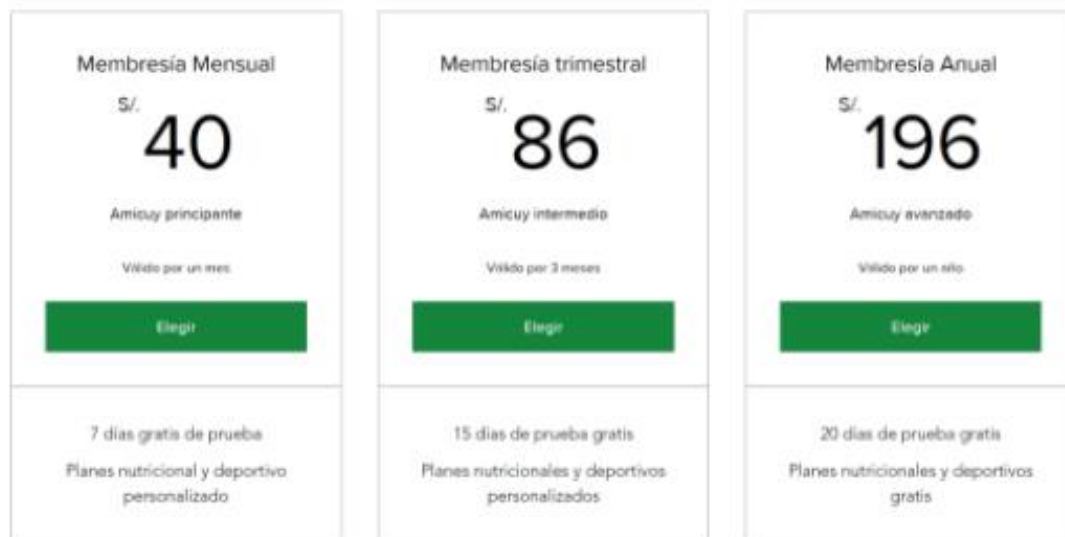 Membresía Mensual
S/.
40
Amicuy principante
Válido por un mes
Elegir
7 días gratis de prueba
Planes nutricional y deportivo
personalizado
Membresía trimestral
S/.
86
Amicuy intermedio
Válido por 3 meses
Elegir
15 días de prueba gratis
Planes nutricionales y deportivos
personalizados
Membresía Anual
S/.
196
Amicuy avanzado
Válido por un año
Elegir
20 días de prueba gratis
Planes nutricionales y deportivos
gratis